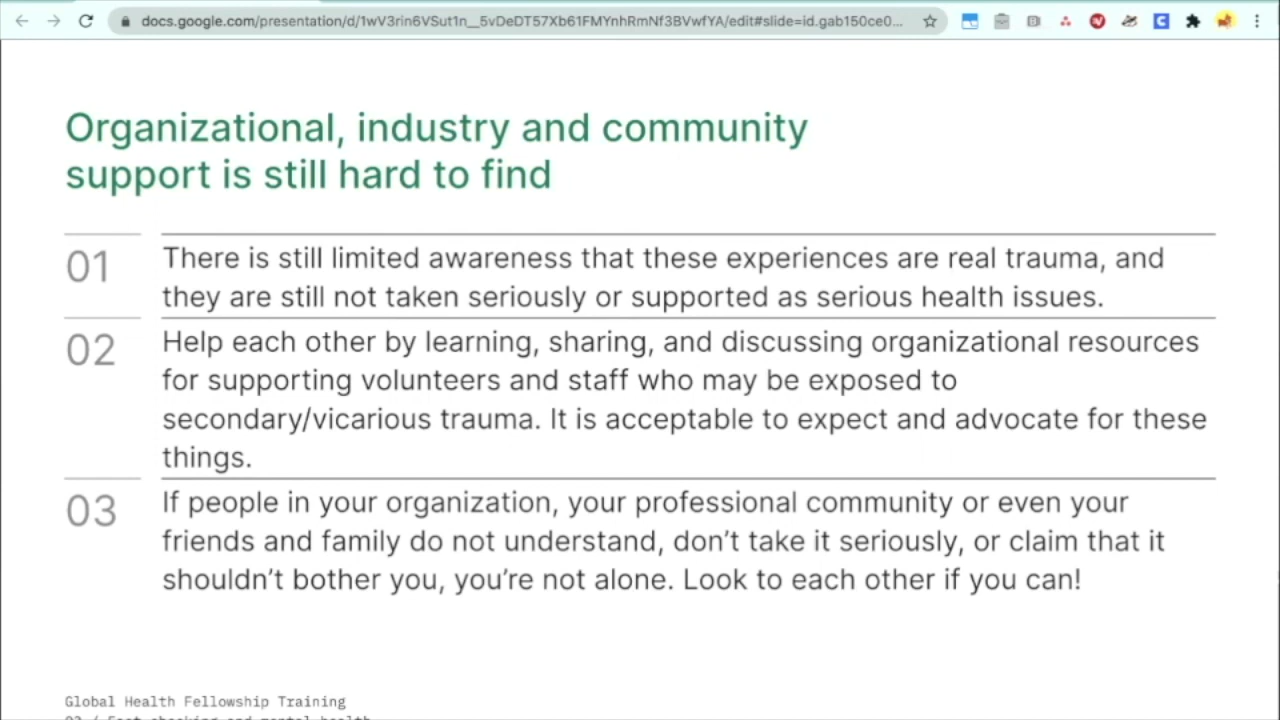 docs.google.com/presentation/d/1wV3rin6VSut1n__5vDeDT57Xb61FMYnhRmNf3BVwfYA/edit#slide=id.gab150ce0...
Organizational, industry and community
support is still hard to find
01
There is still limited awareness that these experiences are real trauma, and
they are still not taken seriously or supported as serious health issues.
02
Help each other by learning, sharing, and discussing organizational resources
for supporting volunteers and staff who may be exposed to
secondary/vicarious trauma. It is acceptable to expect and advocate for these
things.
03
If people in your organization, your professional community or even your
friends and family do not understand, don't take it seriously, or claim that it
shouldn't bother you, you're not alone. Look to each other if you can!
Global Health Fellowship Training
/ Fact-checking and mental health